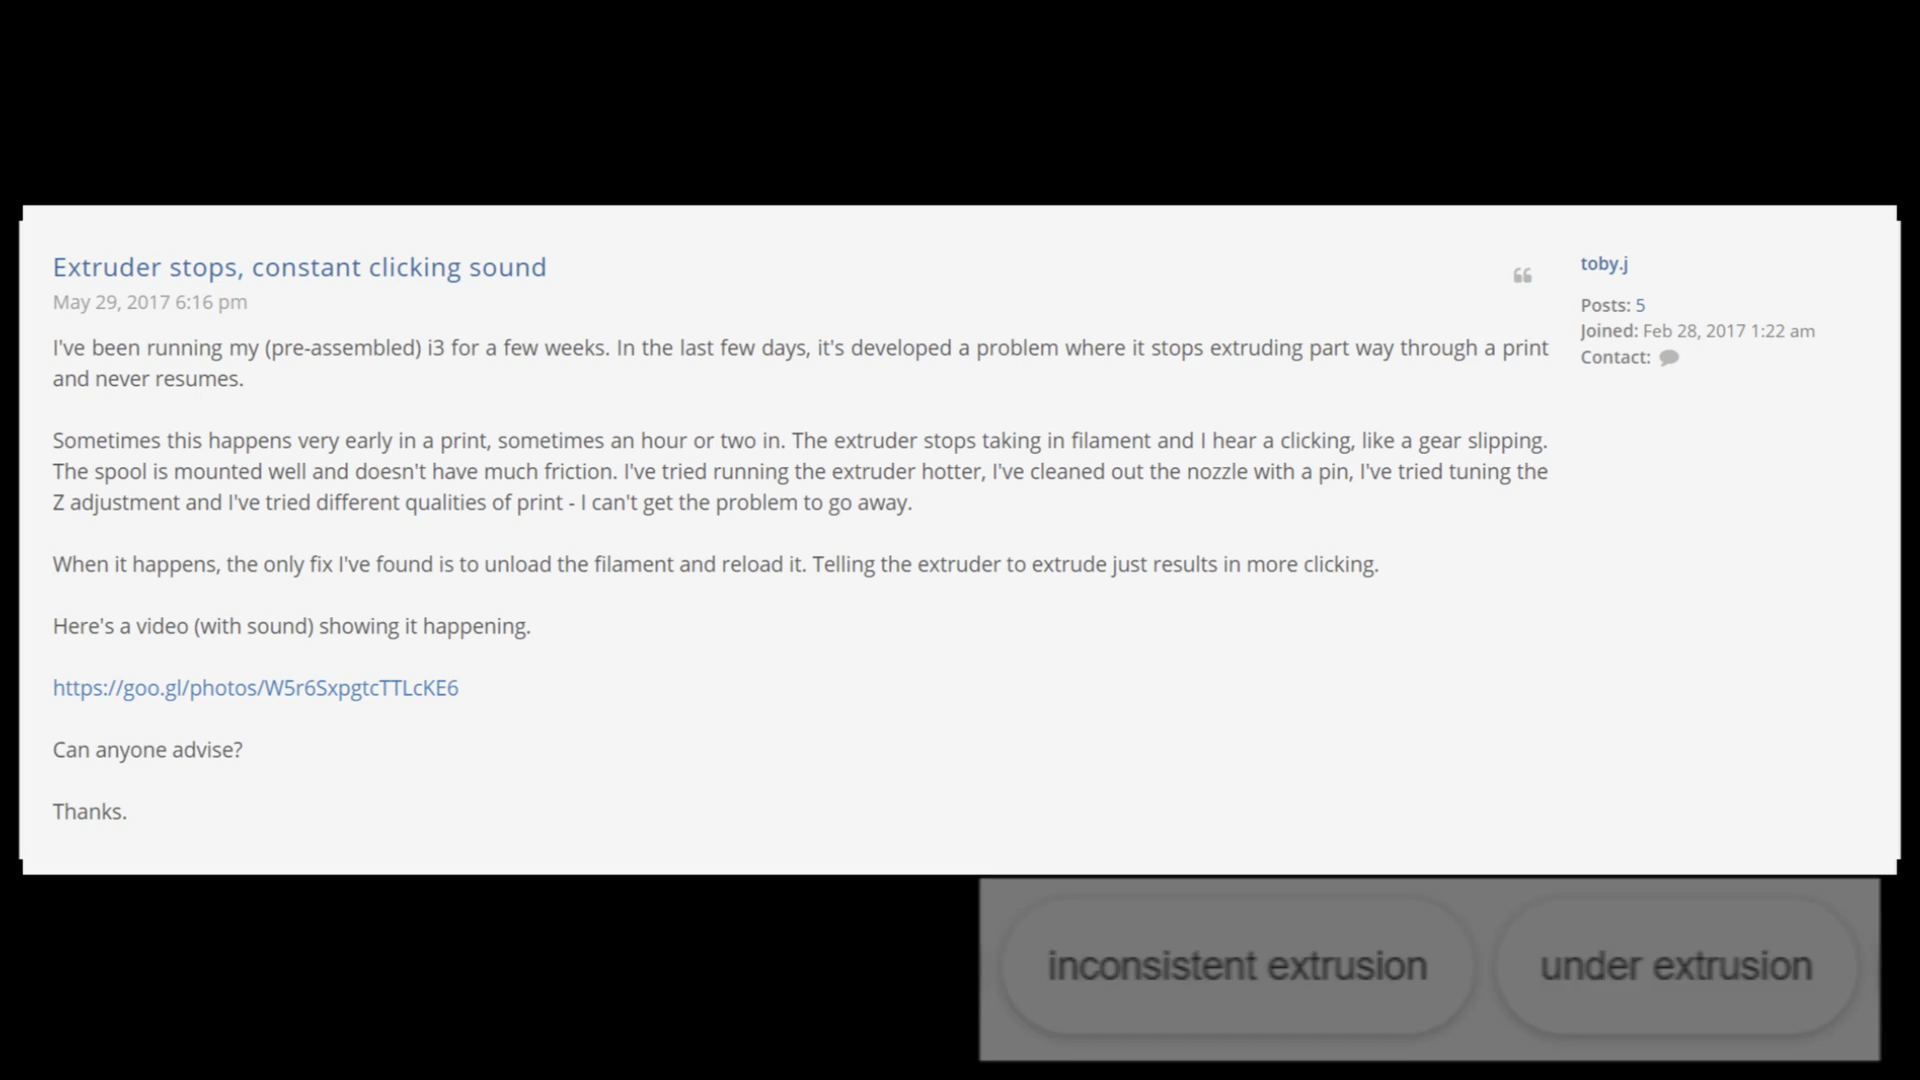 Extruder stops, constant clicking sound
May 29, 2017 6:16 pm
I've been running my (pre-assembled) i3 for a few weeks. In the last few days, it's developed a problem where it stops extruding part way through a print
and never resumes.
Sometimes this happens very early in a print, sometimes an hour or two in. The extruder stops taking in filament and I hear a clicking, like a gear slipping.
The spool is mounted well and doesn't have much friction. I've tried running the extruder hotter, I've cleaned out the nozzle with a pin, I've tried tuning the
Z adjustment and I've tried different qualities of print - I can't get the problem to go away.
When it happens, the only fix I've found is to unload the filament and reload it. Telling the extruder to extrude just results in more clicking.
Here's a video (with sound) showing it happening.
https://goo.gl/photos/W5r6SxpgtcTTLcKE6
Can anyone advise?
Thanks.
toby.j
Posts: 5
Joined: Feb 28, 2017 1:22 am
Contact:
inconsistent extrusion
under extrusion